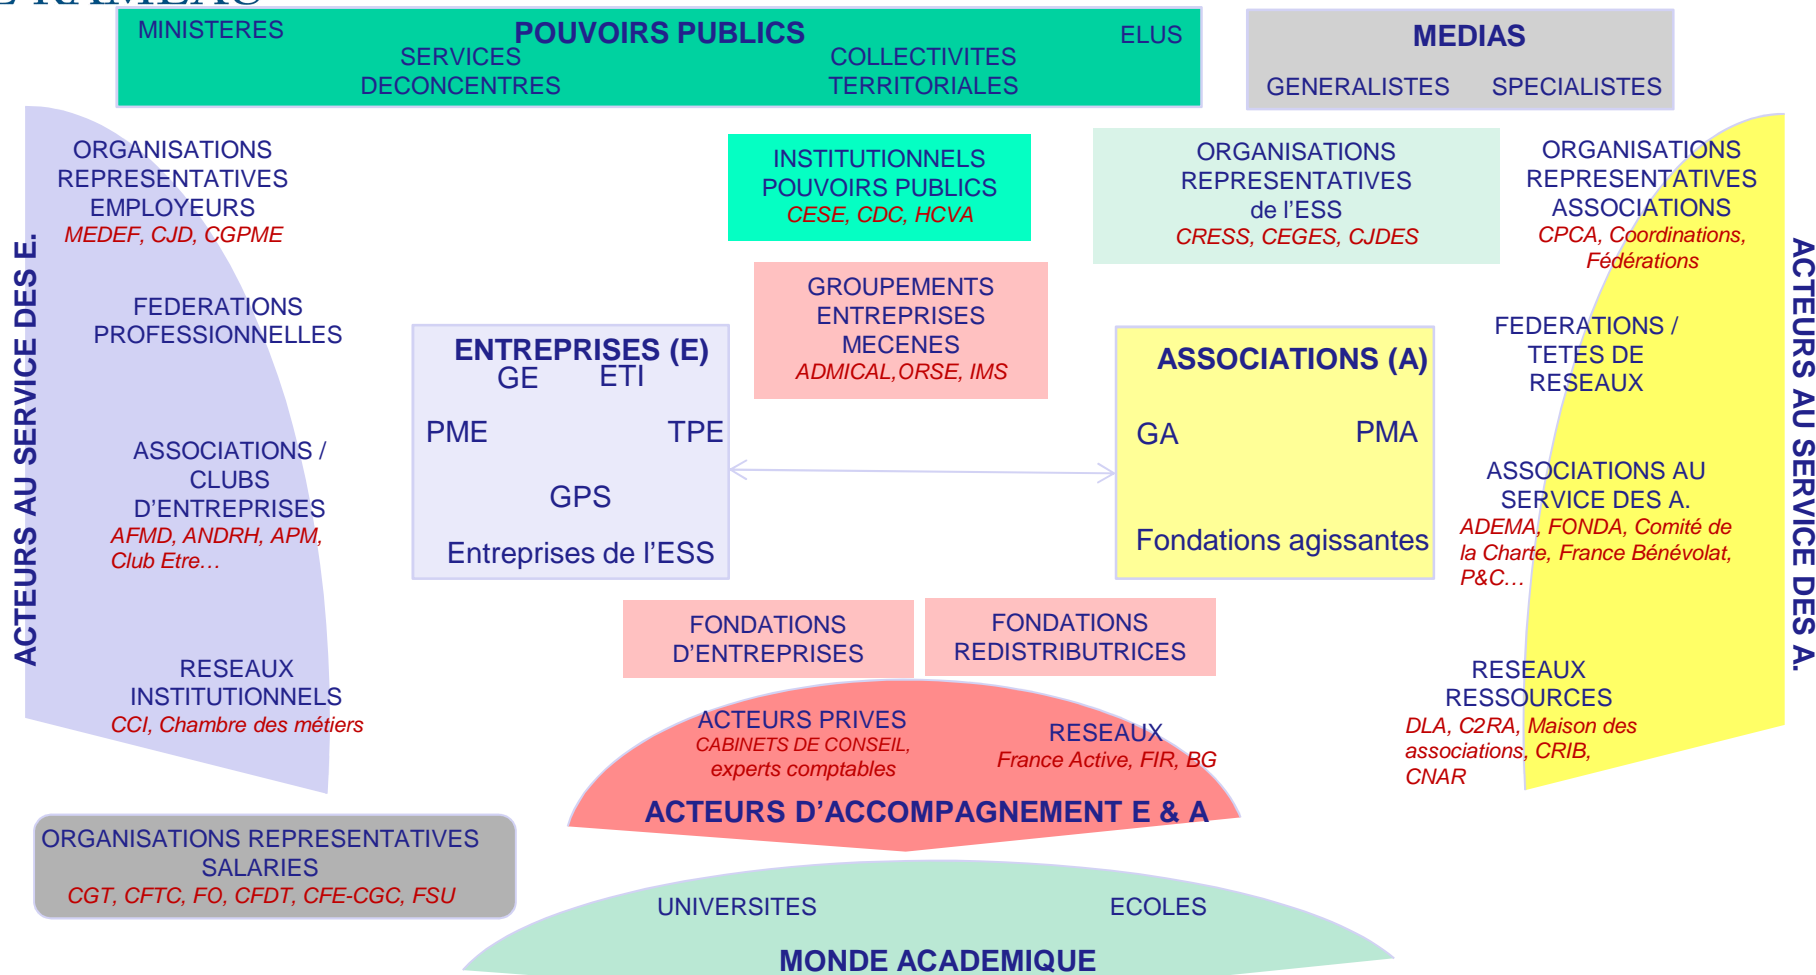 LE RAMEAU
MINISTERES
POUVOIRS PUBLICS
ELUS
SERVICES
DECONCENTRES
COLLECTIVITES
TERRITORIALES
MEDIAS
GENERALISTES
SPECIALISTES
ACTEURS AU SERVICE DES E.
ORGANISATIONS
REPRESENTATIVES
EMPLOYEURS
MEDEF, CJD, CGPME
FEDERATIONS
PROFESSIONNELLES
ASSOCIATIONS /
CLUBS
D'ENTREPRISES
AFMD, ANDRH, APM,
Club Etre…
RESEAUX
INSTITUTIONNELS
CCI, Chambre des métiers
INSTITUTIONNELS
POUVOIRS PUBLICS
CESE, CDC, HCVA
ORGANISATIONS
REPRESENTATIVES
de l'ESS
CRESS, CEGES, CJDES
GROUPEMENTS
ENTREPRISES
MECENES
ADMICAL,ORSE, IMS
ENTREPRISES (E)
GE
ETI
PME
TPE
GPS
Entreprises de l'ESS
ASSOCIATIONS (A)
GA
PMA
Fondations agissantes
ORGANISATIONS
REPRESENTATIVES
ASSOCIATIONS
CPCA, Coordinations,
Fédérations
FEDERATIONS /
TETES DE
RESEAUX
ASSOCIATIONS AU
SERVICE DES A.
ADEMA, FONDA, Comité de
la Charte, France Bénévolat,
P&C…
RESEAUX
RESSOURCES
DLA, C2RA, Maison des
associations, CRIB,
CNAR
ACTEURS AU SERVICE DES A.
FONDATIONS
D'ENTREPRISES
FONDATIONS
REDISTRIBUTRICES
ACTEURS PRIVES
CABINETS DE CONSEIL,
experts comptables
RESEAUX
France Active, FIR, BG
ACTEURS D'ACCOMPAGNEMENT E & A
ORGANISATIONS REPRESENTATIVES
SALARIES
CGT, CFTC, FO, CFDT, CFE-CGC, FSU
UNIVERSITES
ECOLES
MONDE ACADEMIQUE